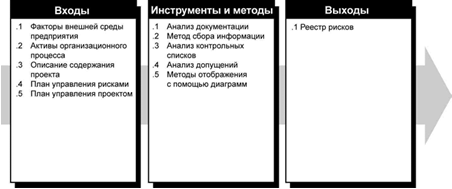 Входы
.1 Факторы внешней среды
предприятия
.2 Активы организационного
процесса
.3 Описание содержания
проекта
.4 План управления рисками
.5 План управления проектом
Инструменты и методы
.1 Анализ документации
.2 Метод сбора информации
.3 Анализ контрольных
списков
.4 Анализ допущений
.5 Методы отображения
с помощью диаграмм
Выходы
.1 Реестр рисков